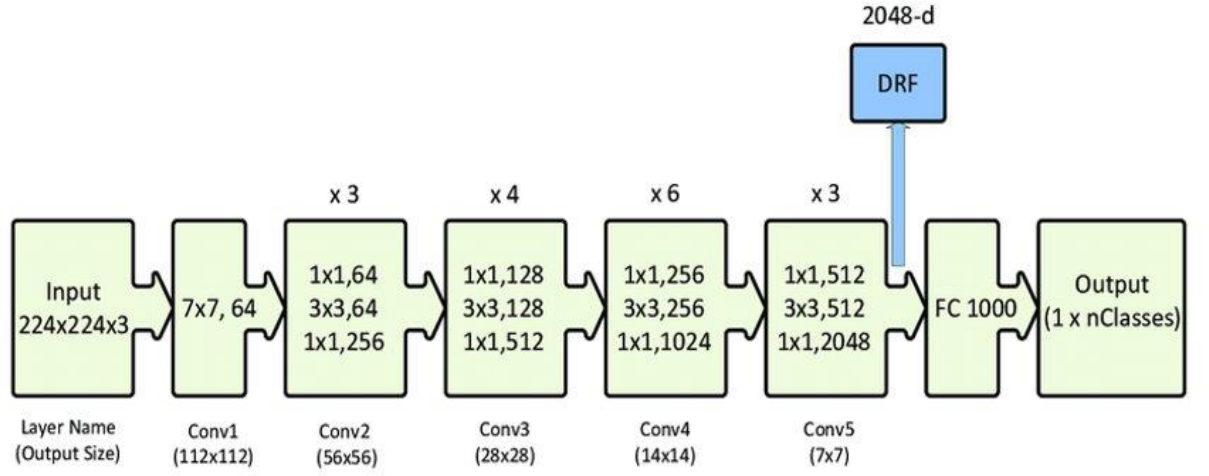 2048-d
DRF
x 3
x 4
x 6
x 3
Input
224x224x3
7x7, 64
1x1,64
3x3,64
1x1,256
1x1,128
3x3,128
1x1,512
1x1,256
3x3,256
1x1,1024
1x1,512
3x3,512
1x1,2048
FC 1000
Output
(1 x nClasses)
Layer Name
(Output Size)
Conv1
(112x112)
Conv2
(56x56)
Conv3
(28x28)
Conv4
(14x14)
Conv5
(7x7)